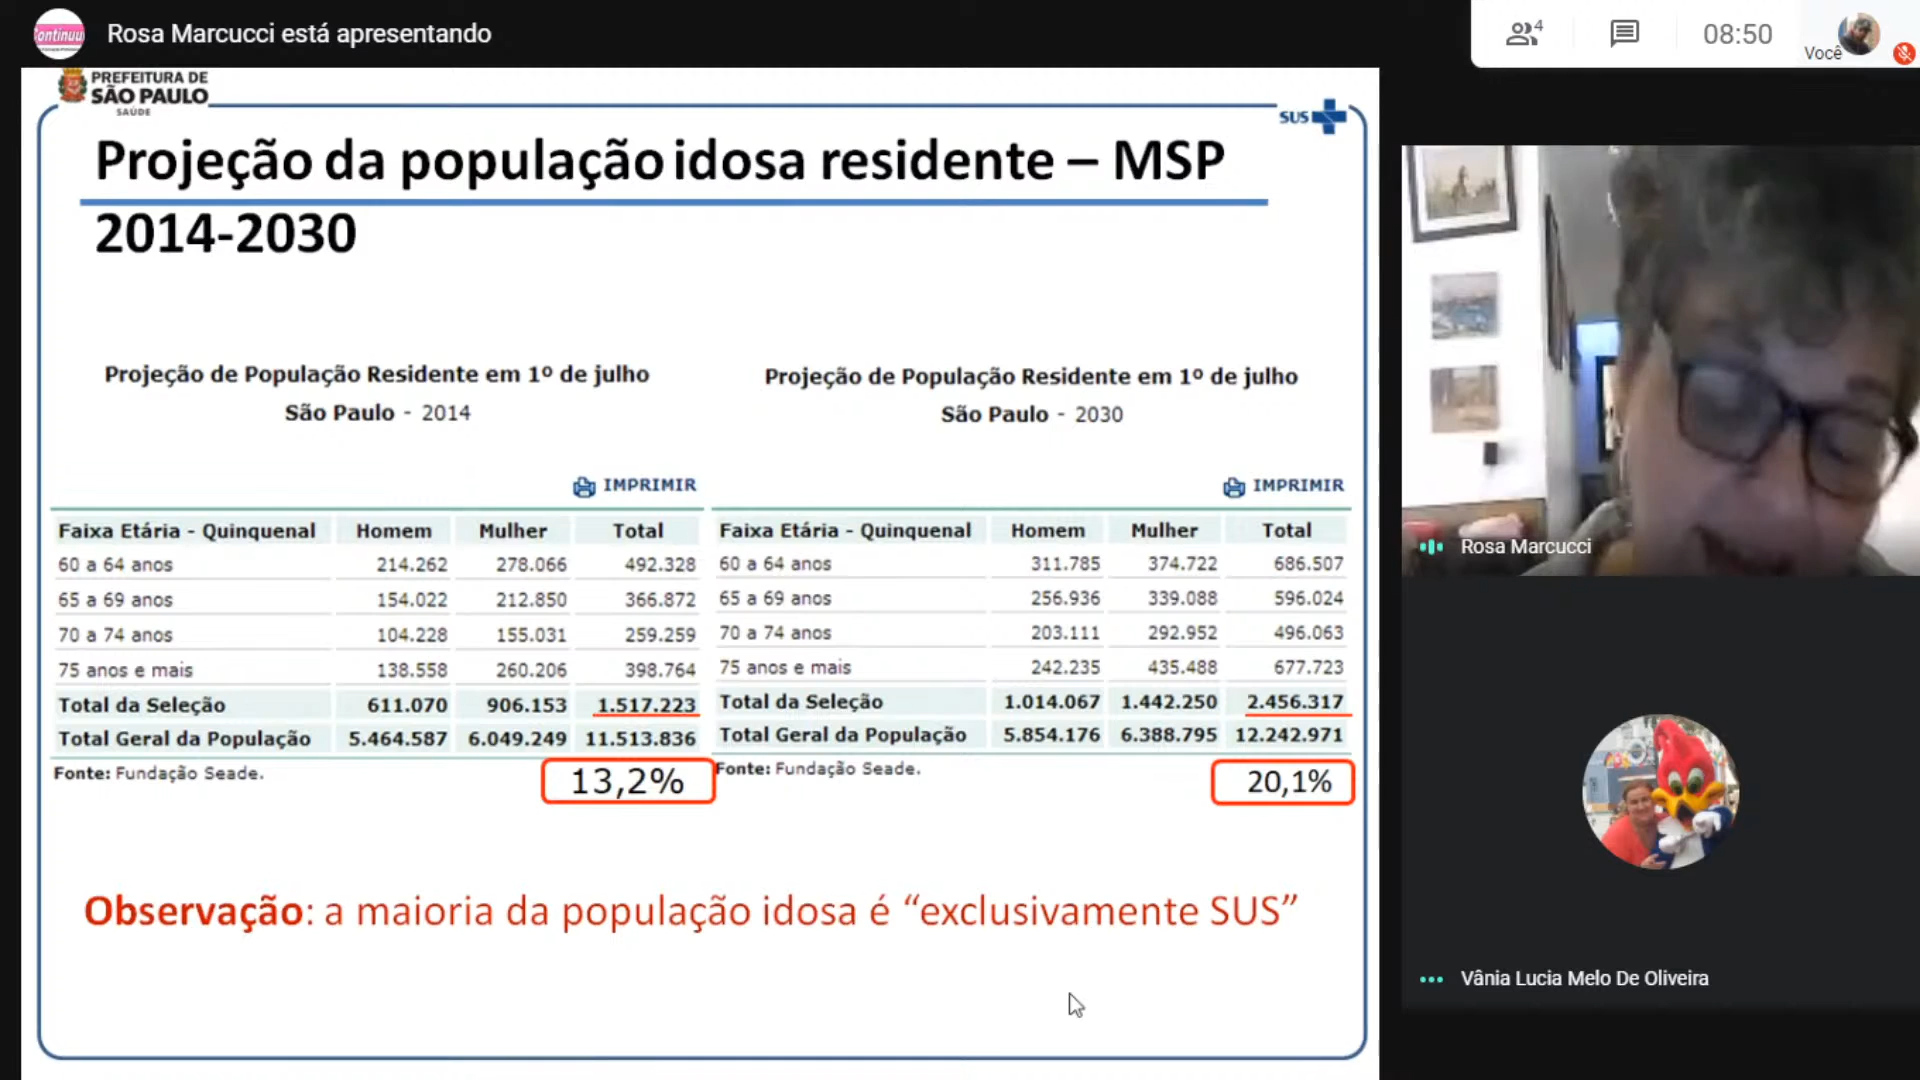 Continuu
Rosa Marcucci está apresentando
4
08:50
Você
PREFEITURA DE
SÃO PAULO
SAÚDE
SUS
Projeção da população idosa residente – MSP
2014-2030
Projeção de População Residente em 1º de julho
São Paulo - 2014
IMPRIMIR
Faixa Etária - Quinquenal Homem Mulher Total
60 a 64 anos 214.262 278.066 492.328
65 a 69 anos 154.022 212.850 366.872
70 a 74 anos 104.228 155.031 259.259
75 anos e mais 138.558 260.206 398.764
Total da Seleção 611.070 906.153 1.517.223
Total Geral da População 5.464.587 6.049.249 11.513.836
Fonte: Fundação Seade.
13,2%
Projeção de População Residente em 1º de julho
São Paulo - 2030
IMPRIMIR
Faixa Etária - Quinquenal Homem Mulher Total
60 a 64 anos 311.785 374.722 686.507
65 a 69 anos 256.936 339.088 596.024
70 a 74 anos 203.111 292.952 496.063
75 anos e mais 242.235 435.488 677.723
Total da Seleção 1.014.067 1.442.250 2.456.317
Total Geral da População 5.854.176 6.388.795 12.242.971
Fonte: Fundação Seade.
20,1%
Observação: a maioria da população idosa é “exclusivamente SUS”
Rosa Marcucci
Vânia Lucia Melo De Oliveira